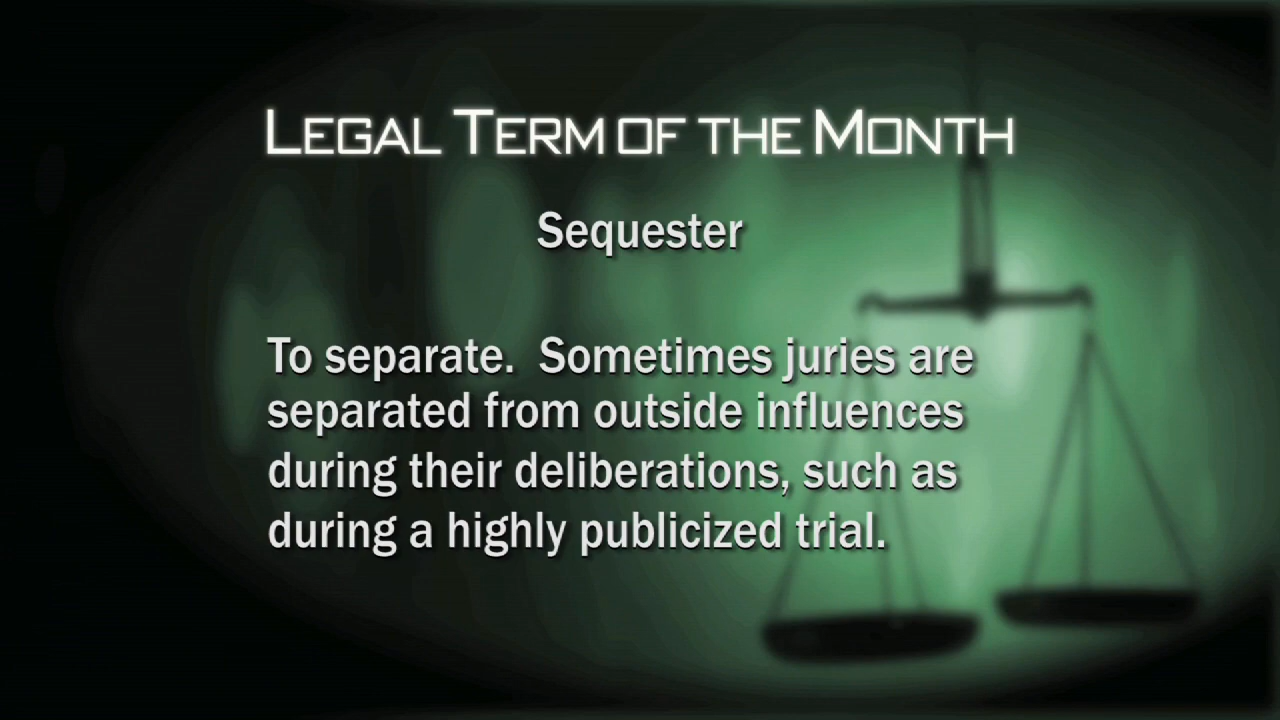 Legal Term of the Month
Sequester
To separate.  Sometimes juries are
separated from outside influences
during their deliberations, such as
during a highly publicized trial.